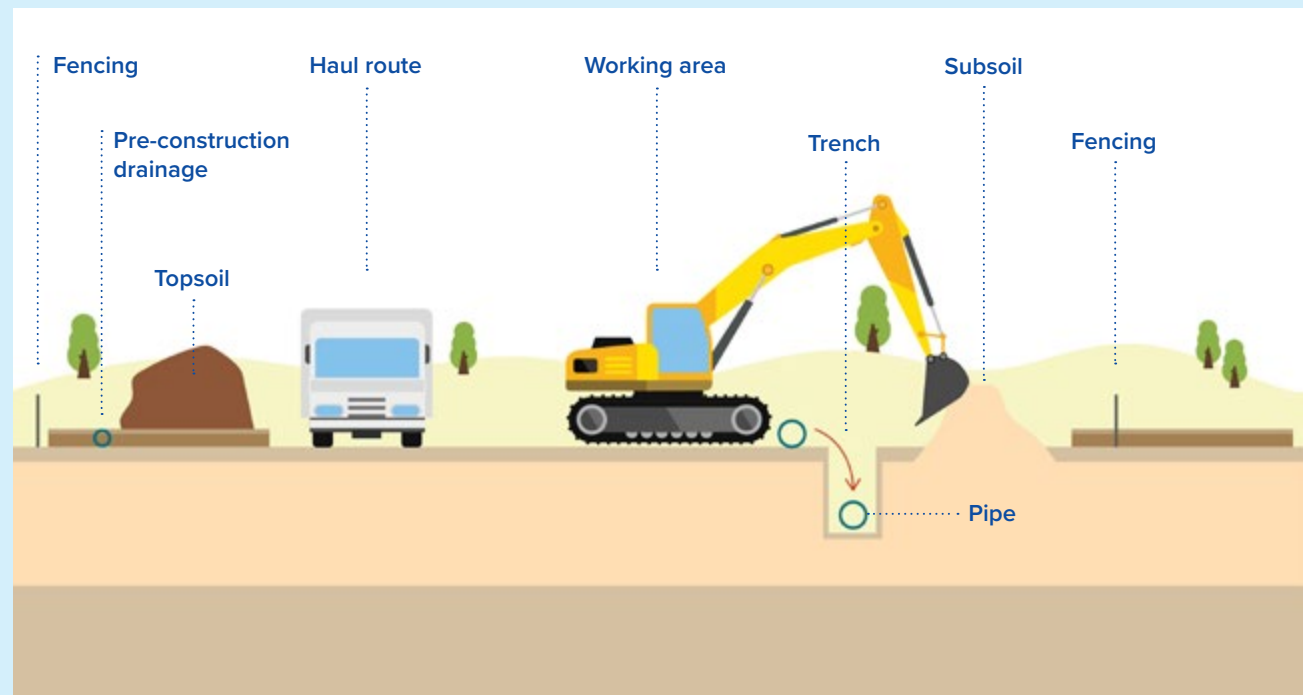 Fencing
Haul route
Working area
Subsoil
Pre-construction
drainage
Trench
Fencing
Topsoil
Pipe